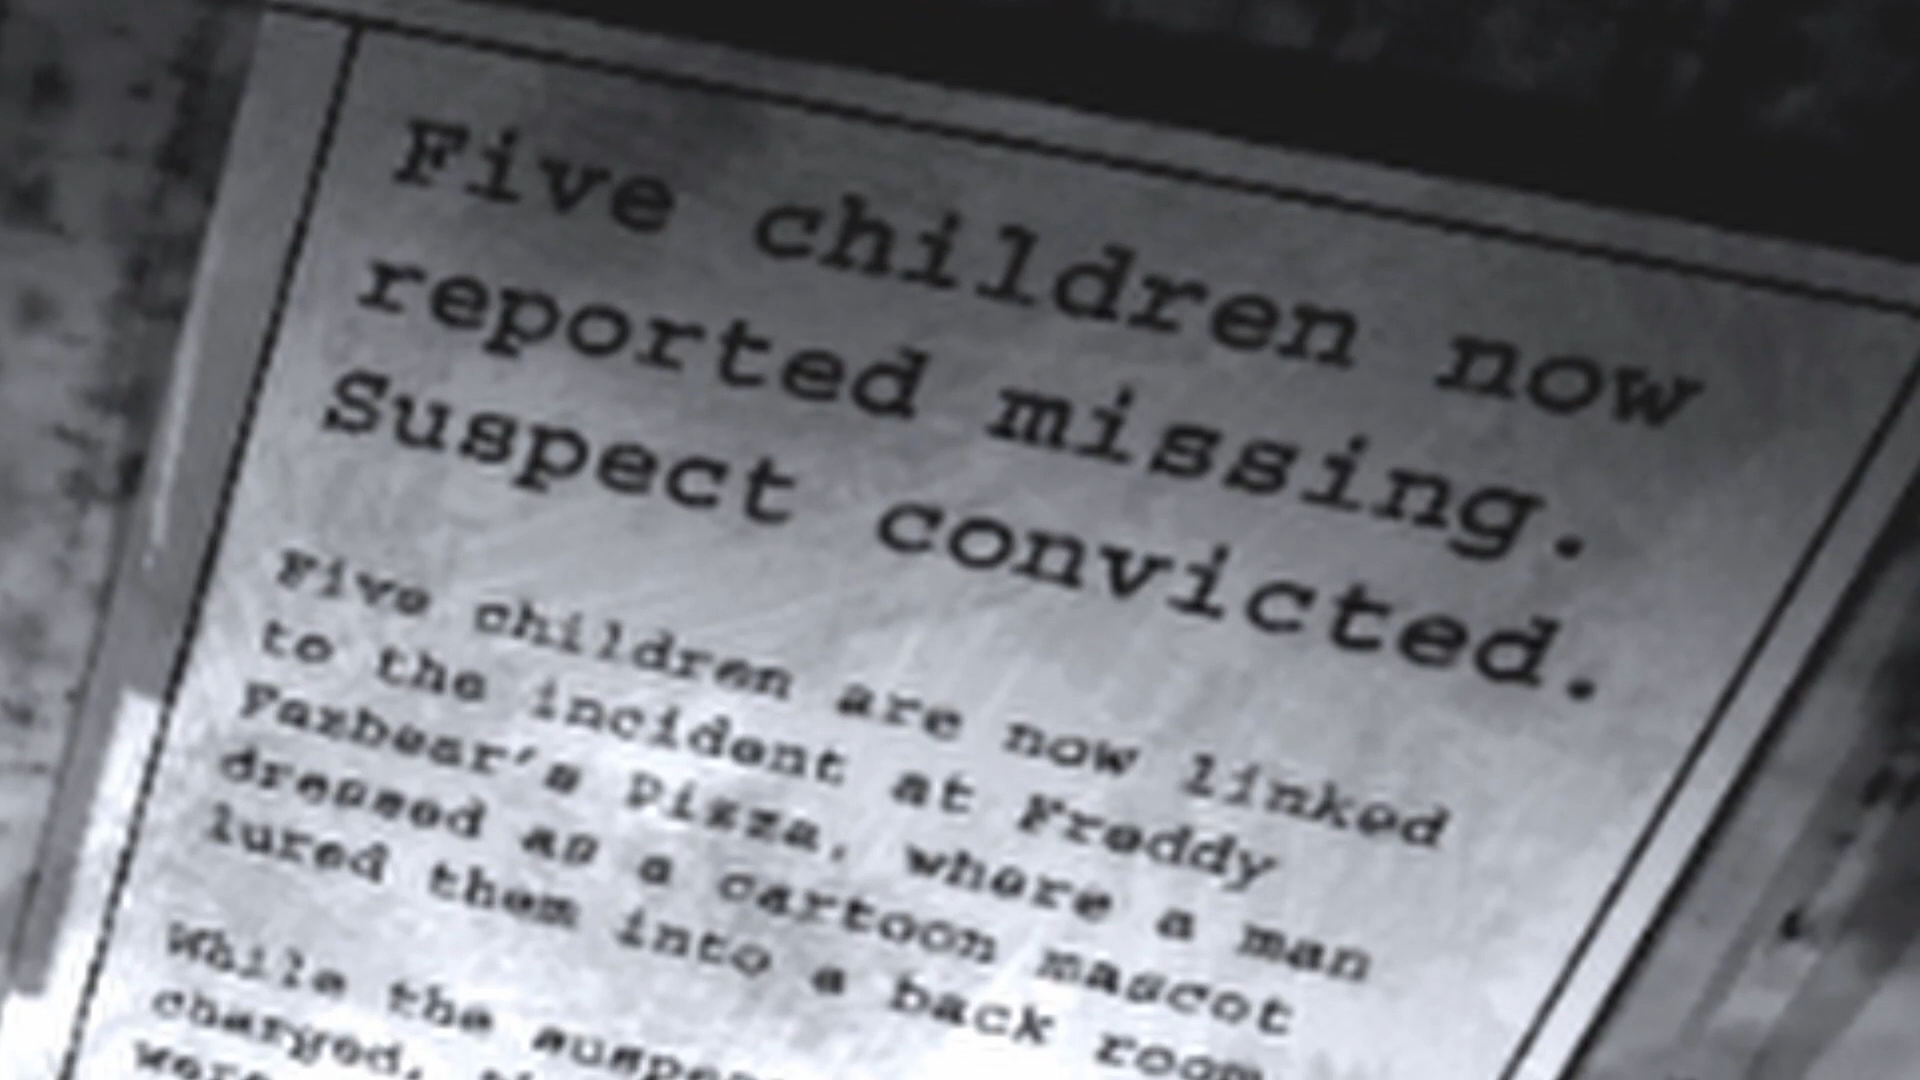 Five children now
reported missing.
Suspect convicted.
Five children are now linked
to the incident at Freddy
Fazbear's Pizza, where a man
dressed as a cartoon mascot
lured them into a back room.
While the suspect
charged, the
were